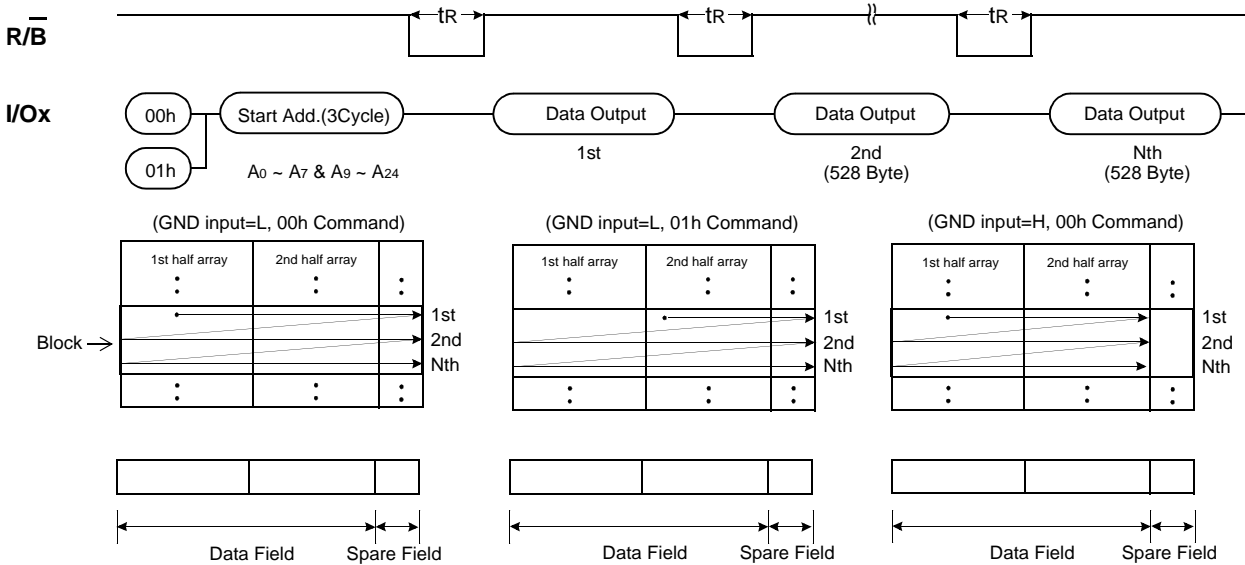 R/B tR tR tR
I/Ox 00h Start Add.(3Cycle) Data Output Data Output Data Output
01h A0 ~ A7 & A9 ~ A24 1st 2nd Nth
(528 Byte) (528 Byte)
(GND input=L, 00h Command) (GND input=L, 01h Command) (GND input=H, 00h Command)
1st half array 2nd half array 1st half array 2nd half array 1st half array 2nd half array
1st 1st 1st
Block 2nd 2nd 2nd
Nth Nth Nth
Data Field Spare Field Data Field Spare Field Data Field Spare Field